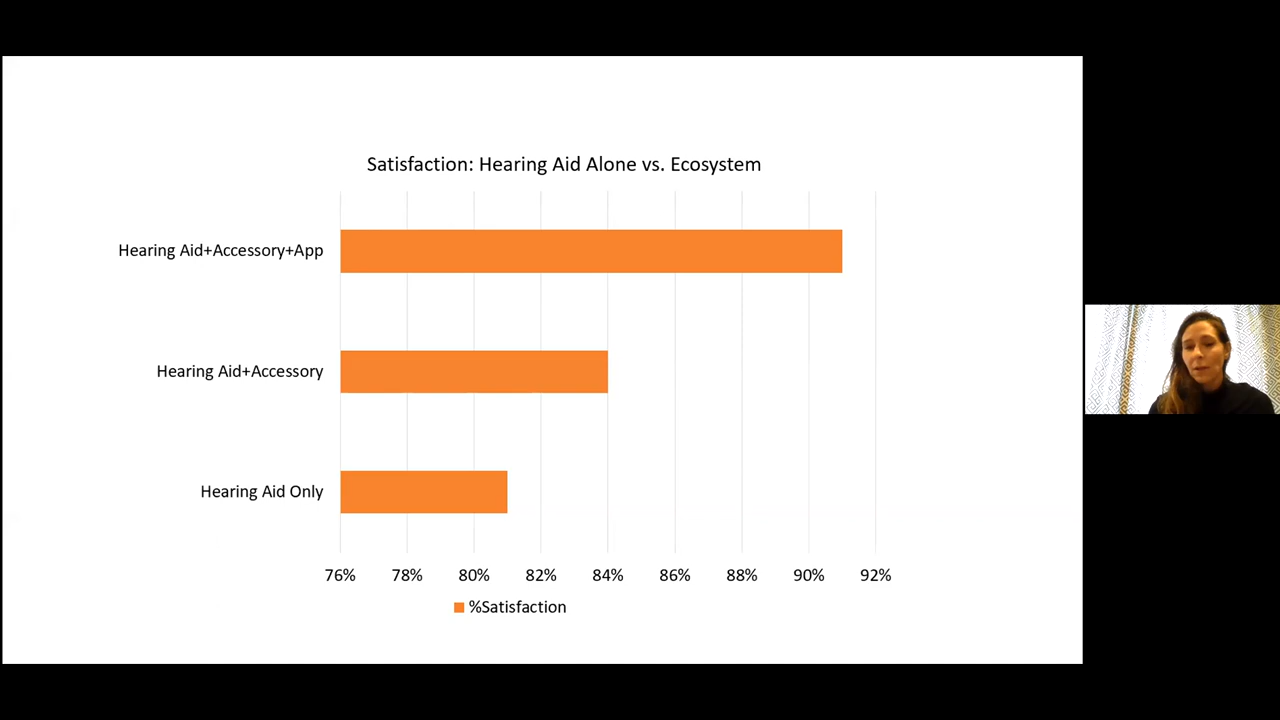 Satisfaction: Hearing Aid Alone vs. Ecosystem
Hearing Aid+Accessory+App
Hearing Aid+Accessory
Hearing Aid Only
76% 78% 80% 82% 84% 86% 88% 90% 92%
%Satisfaction